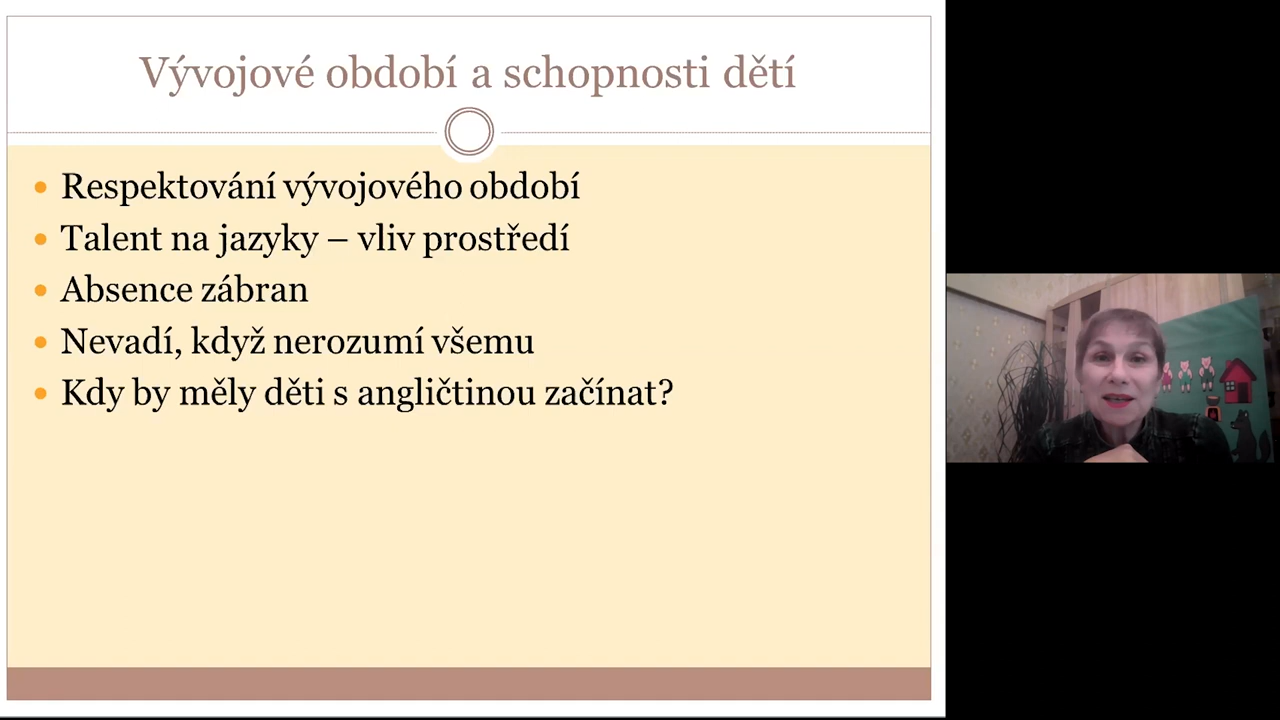 Vývojové období a schopnosti dětí
Respektování vývojového období
Talent na jazyky – vliv prostředí
Absence zábran
Nevadí, když nerozumí všemu
Kdy by měly děti s angličtinou začínat?